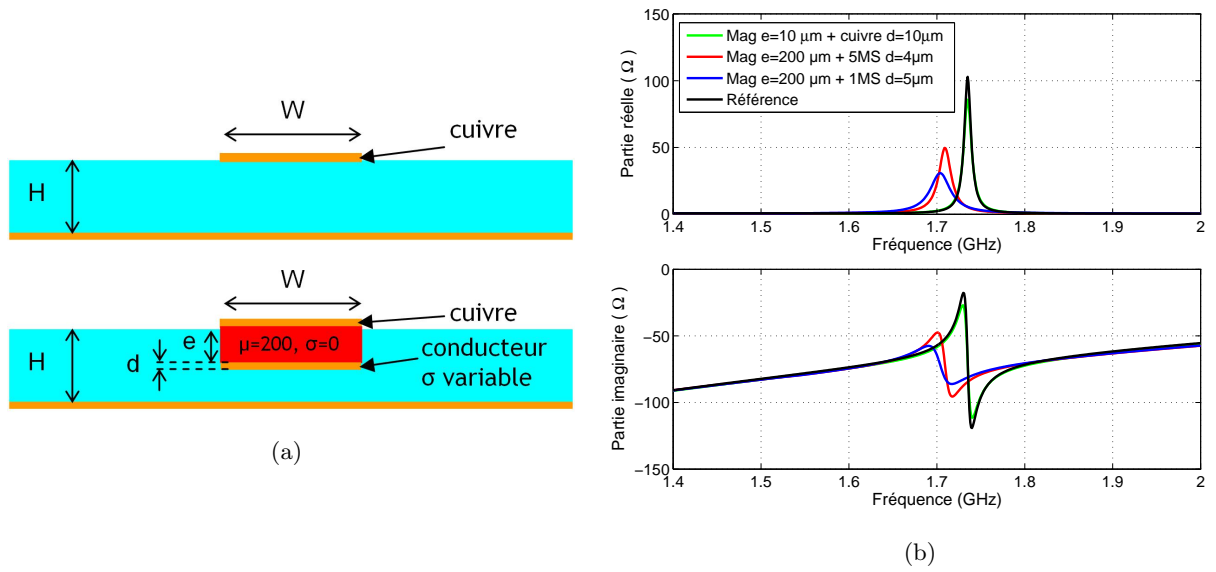 W
cuivre
H
W
cuivre
μ=200, σ=0
e
H
d
conducteur
σ variable
(a)
150
100
50
0
Partie réelle ( Ω )
Mag e=10 μm + cuivre d=10μm
Mag e=200 μm + 5MS d=4μm
Mag e=200 μm + 1MS d=5μm
Référence
1.4 1.5 1.6 1.7 1.8 1.9 2
Fréquence (GHz)
0
−50
−100
−150
Partie imaginaire ( Ω )
1.4 1.5 1.6 1.7 1.8 1.9 2
Fréquence (GHz)
(b)